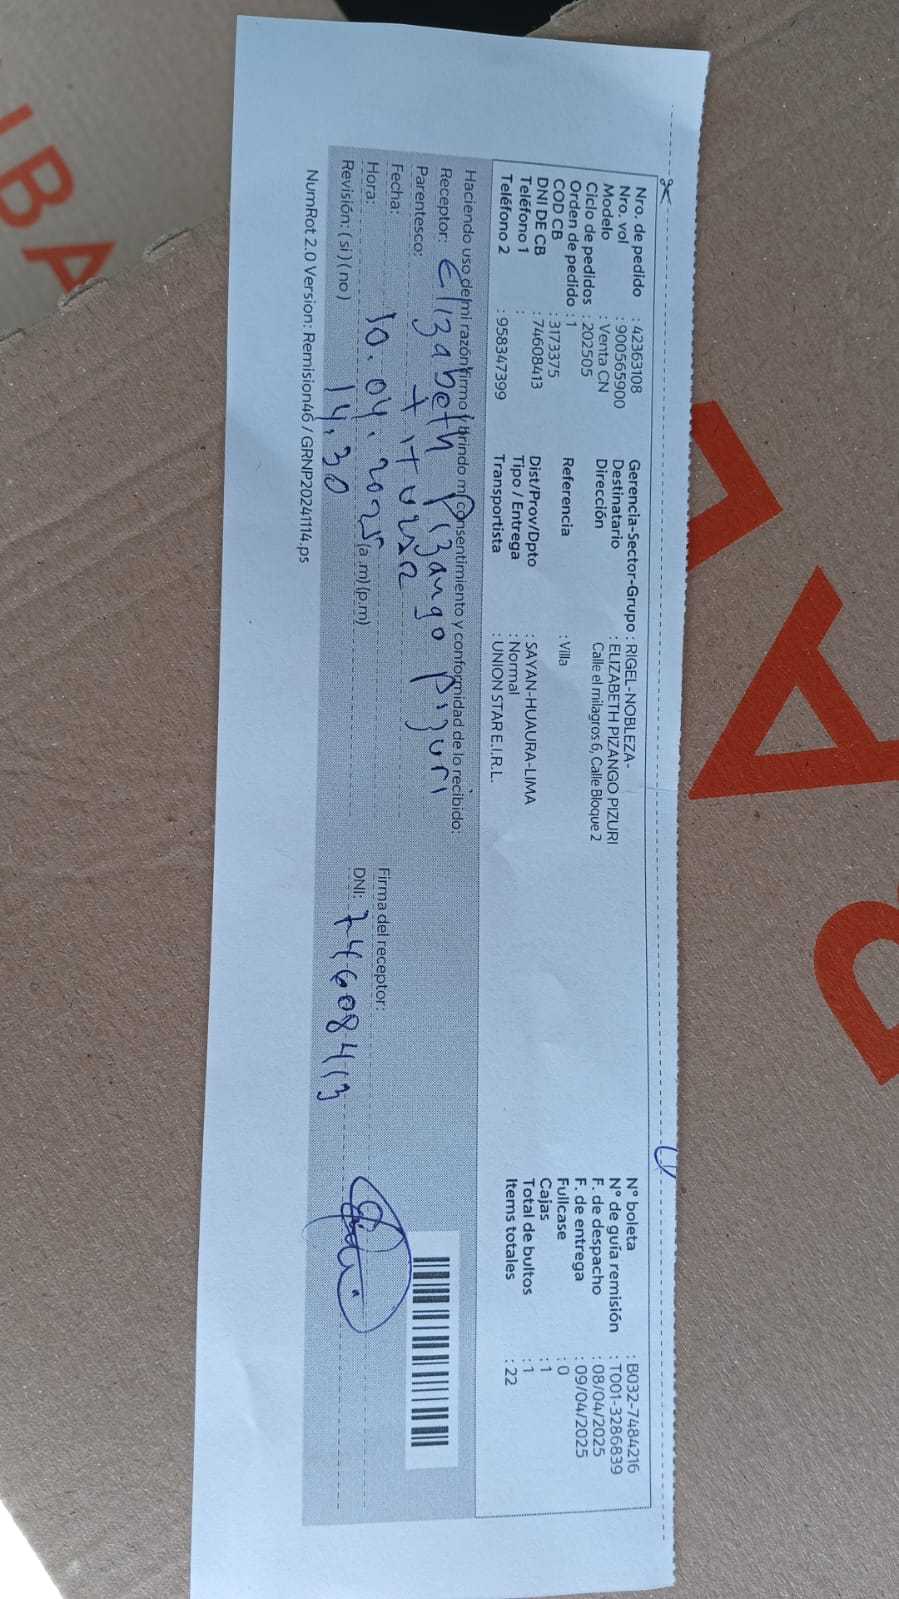 Nro. de pedido : 42363108
Nro. vol : 900565900
Modelo : Venta CN
Ciclo de pedidos : 202505
Orden de pedido : 1
COD CB : 3173375
DNI DE CB : 74608413
Teléfono 1 :
Teléfono 2 : 958347399
Gerencia-Sector-Grupo : RIGEL-NOBLEZA-
Destinatario : ELIZABETH PIZANGO PIZURI
Dirección Calle el milagros 6, Calle Bloque 2
Referencia : Villa
Dist/Prov/Dpto : SAYAN-HUAURA-LIMA
Tipo / Entrega : Normal
Transportista : UNION STAR E.I.R.L.
N° boleta : B032-7484216
N° de guía remisión : T001-3286839
F. de despacho : 08/04/2025
F. de entrega : 09/04/2025
Fullcase : 0
Cajas : 1
Total de bultos : 1
Items totales : 22
Haciendo uso de mi razón firmo y brindo mi consentimiento y conformidad de lo recibido:
Receptor: Elizabeth Pizango Pizuri
Parentesco: titular
Fecha: 10.04.2025
Hora: 14.30 (a.m)(p.m)
Revisión: (si) (no)
Firma del receptor:
DNI: 74608413
NumRot 2.0 Version: Remision46 / GRNP20241114.ps